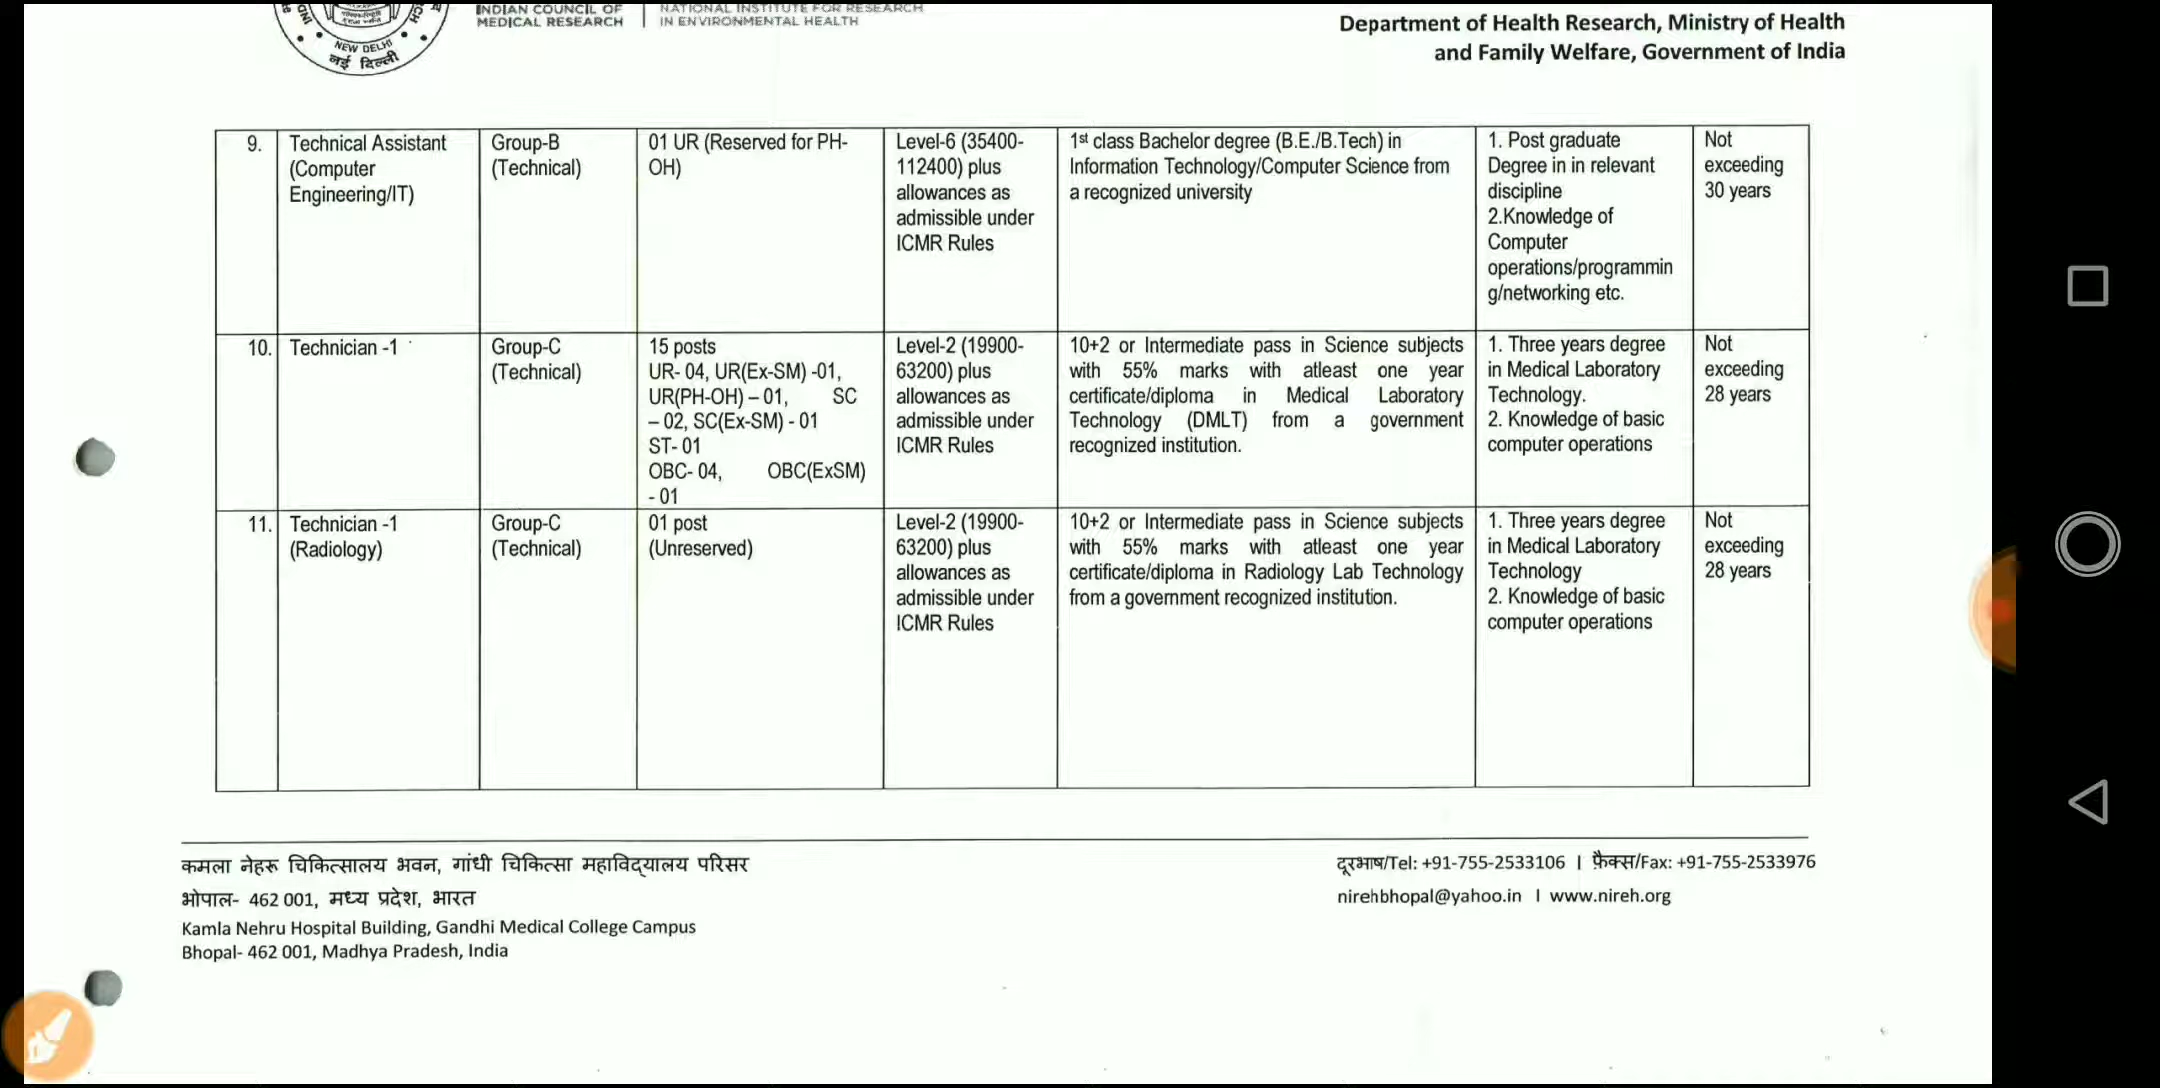 INDIAN COUNCIL OF
MEDICAL RESEARCH
NATIONAL INSTITUTE FOR RESEARCH
IN ENVIRONMENTAL HEALTH
NEW DELHI
नई दिल्ली
Department of Health Research, Ministry of Health
and Family Welfare, Government of India
9.
Technical Assistant
(Computer
Engineering/IT)
Group-B
(Technical)
01 UR (Reserved for PH-
OH)
Level-6 (35400-
112400) plus
allowances as
admissible under
ICMR Rules
1st class Bachelor degree (B.E./B.Tech) in
Information Technology/Computer Science from
a recognized university
1. Post graduate
Degree in in relevant
discipline
2.Knowledge of
Computer
operations/programmin
g/networking etc.
Not
exceeding
30 years
10.
Technician -1
Group-C
(Technical)
15 posts
UR- 04, UR(Ex-SM) -01,
UR(PH-OH) – 01, SC
– 02, SC(Ex-SM) - 01
ST- 01
OBC- 04, OBC(ExSM)
- 01
Level-2 (19900-
63200) plus
allowances as
admissible under
ICMR Rules
10+2 or Intermediate pass in Science subjects
with 55% marks with atleast one year
certificate/diploma in Medical Laboratory
Technology (DMLT) from a government
recognized institution.
1. Three years degree
in Medical Laboratory
Technology.
2. Knowledge of basic
computer operations
Not
exceeding
28 years
11.
Technician -1
(Radiology)
Group-C
(Technical)
01 post
(Unreserved)
Level-2 (19900-
63200) plus
allowances as
admissible under
ICMR Rules
10+2 or Intermediate pass in Science subjects
with 55% marks with atleast one year
certificate/diploma in Radiology Lab Technology
from a government recognized institution.
1. Three years degree
in Medical Laboratory
Technology
2. Knowledge of basic
computer operations
Not
exceeding
28 years
कमला नेहरू चिकित्सालय भवन, गांधी चिकित्सा महाविद्यालय परिसर
भोपाल- 462 001, मध्य प्रदेश, भारत
Kamla Nehru Hospital Building, Gandhi Medical College Campus
Bhopal- 462 001, Madhya Pradesh, India
दूरभाष/Tel: +91-755-2533106 I फ़ैक्स/Fax: +91-755-2533976
nirehbhopal@yahoo.in I www.nireh.org